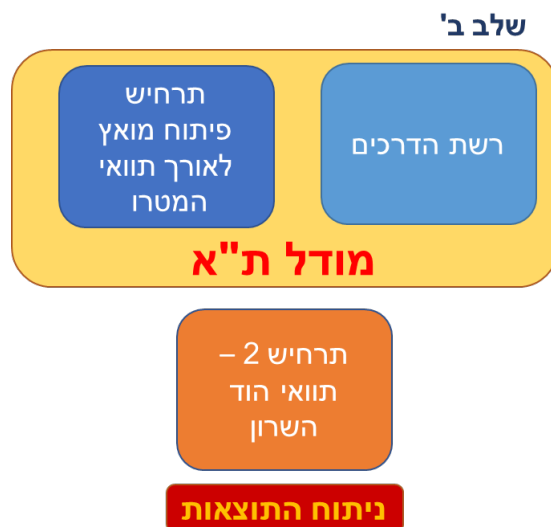 שלב ב'
רשת הדרכים
תרחיש
פיתוח מואץ
לאורך תוואי
המטרו
מודל ת"א
תרחיש 2 –
תוואי הוד
השרון
ניתוח התוצאות